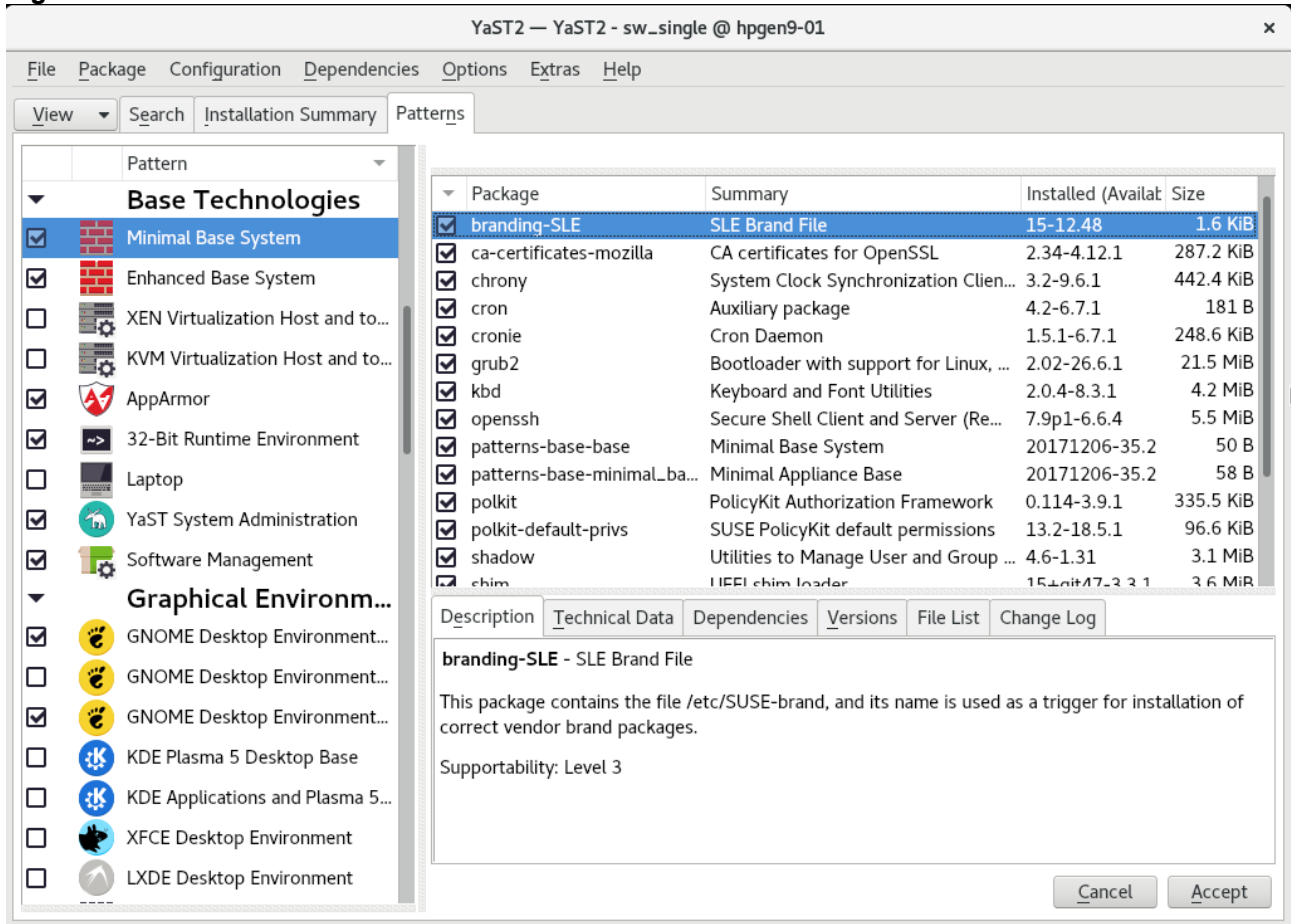 YaST2 — YaST2 - sw_single @ hpgen9-01
File Package Configuration Dependencies Options Extras Help
View Search Installation Summary Patterns
Pattern
Base Technologies
Minimal Base System
Enhanced Base System
XEN Virtualization Host and to...
KVM Virtualization Host and to...
AppArmor
32-Bit Runtime Environment
Laptop
YaST System Administration
Software Management
Graphical Environm...
GNOME Desktop Environment...
GNOME Desktop Environment...
GNOME Desktop Environment...
KDE Plasma 5 Desktop Base
KDE Applications and Plasma 5...
XFCE Desktop Environment
LXDE Desktop Environment
Package Summary Installed (Availab Size
branding-SLE SLE Brand File 15-12.48 1.6 KiB
ca-certificates-mozilla CA certificates for OpenSSL 2.34-4.12.1 287.2 KiB
chrony System Clock Synchronization Clien... 3.2-9.6.1 442.4 KiB
cron Auxiliary package 4.2-6.7.1 181 B
cronie Cron Daemon 1.5.1-6.7.1 248.6 KiB
grub2 Bootloader with support for Linux, ... 2.02-26.6.1 21.5 MiB
kbd Keyboard and Font Utilities 2.0.4-8.3.1 4.2 MiB
openssh Secure Shell Client and Server (Re... 7.9p1-6.6.4 5.5 MiB
patterns-base-base Minimal Base System 20171206-35.2 50 B
patterns-base-minimal_ba... Minimal Appliance Base 20171206-35.2 58 B
polkit PolicyKit Authorization Framework 0.114-3.9.1 335.5 KiB
polkit-default-privs SUSE PolicyKit default permissions 13.2-18.5.1 96.6 KiB
shadow Utilities to Manage User and Group ... 4.6-1.31 3.1 MiB
shim UEFI shim loader 15+git47-3.3.1 3.6 MiB
Description Technical Data Dependencies Versions File List Change Log
branding-SLE - SLE Brand File
This package contains the file /etc/SUSE-brand, and its name is used as a trigger for installation of
correct vendor brand packages.
Supportability: Level 3
Cancel Accept